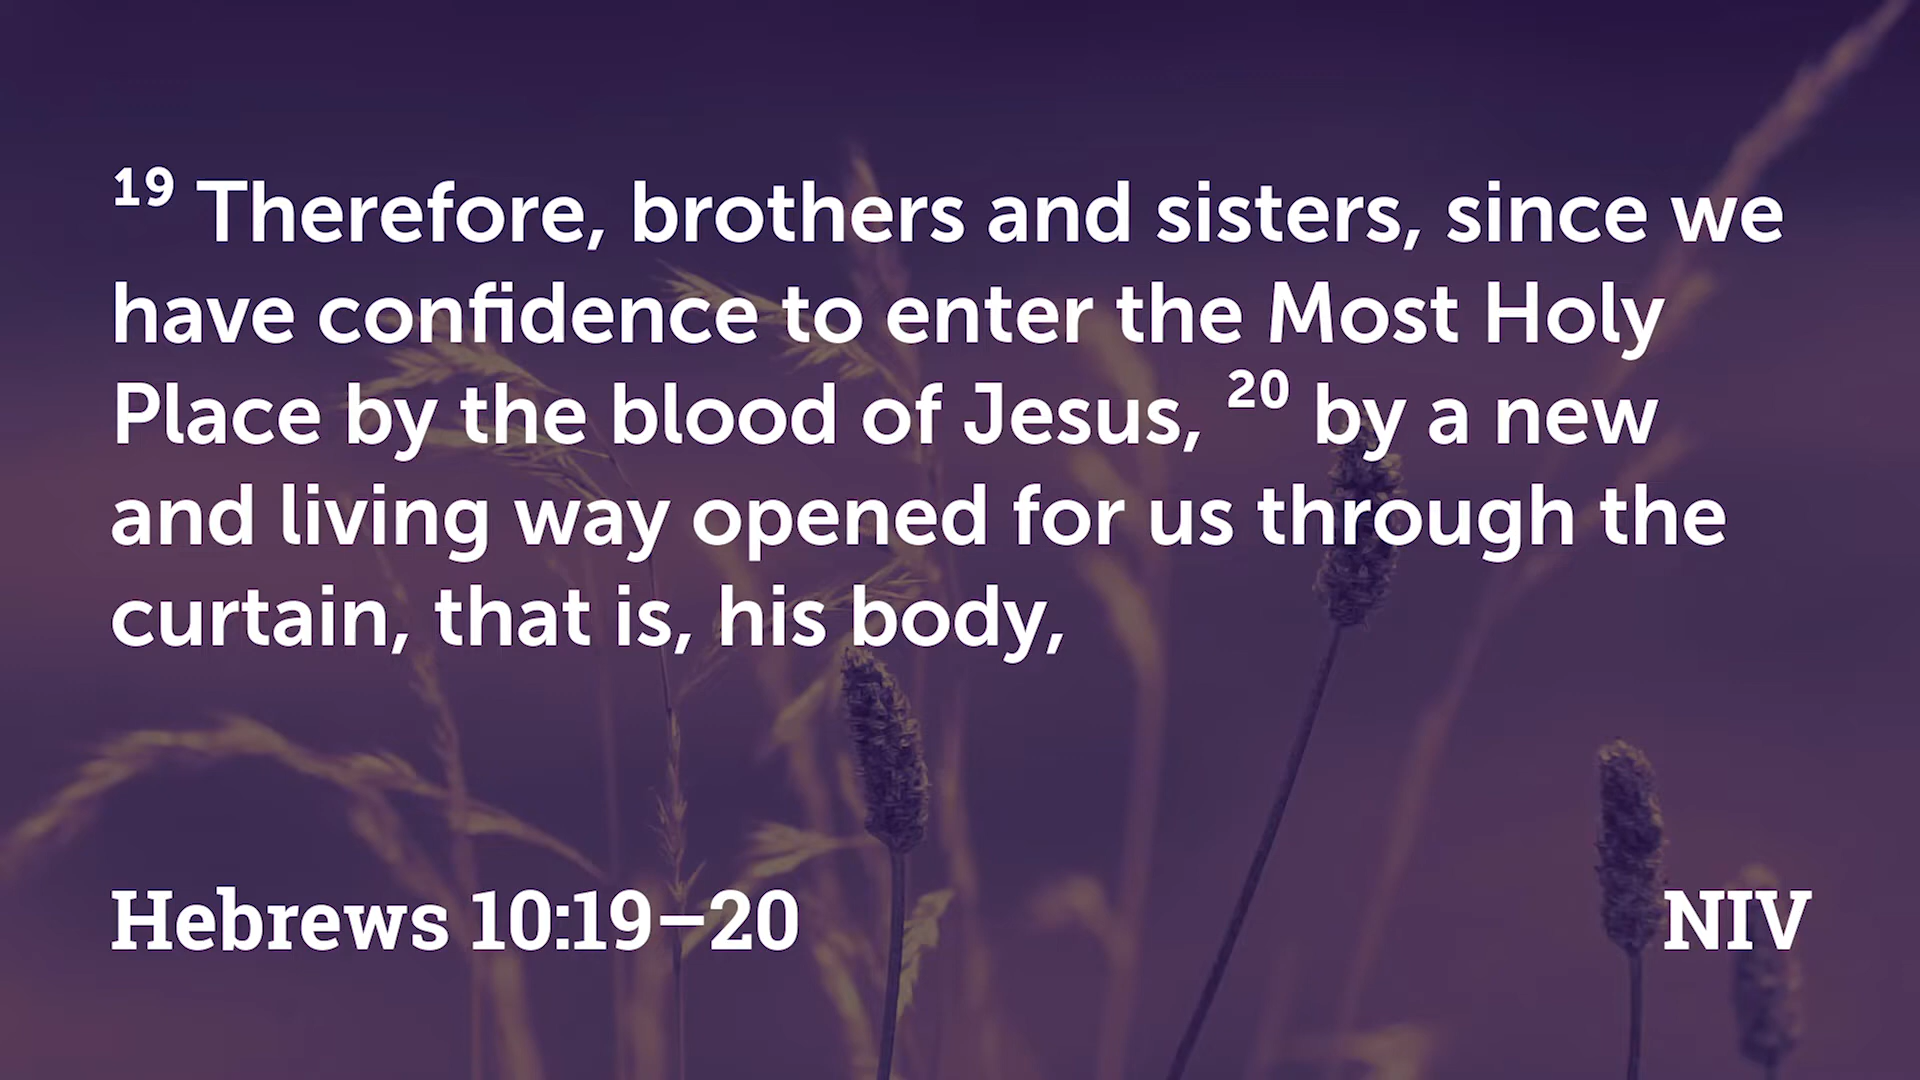 19 Therefore, brothers and sisters, since we
have confidence to enter the Most Holy
Place by the blood of Jesus, 20 by a new
and living way opened for us through the
curtain, that is, his body,
Hebrews 10:19–20
NIV